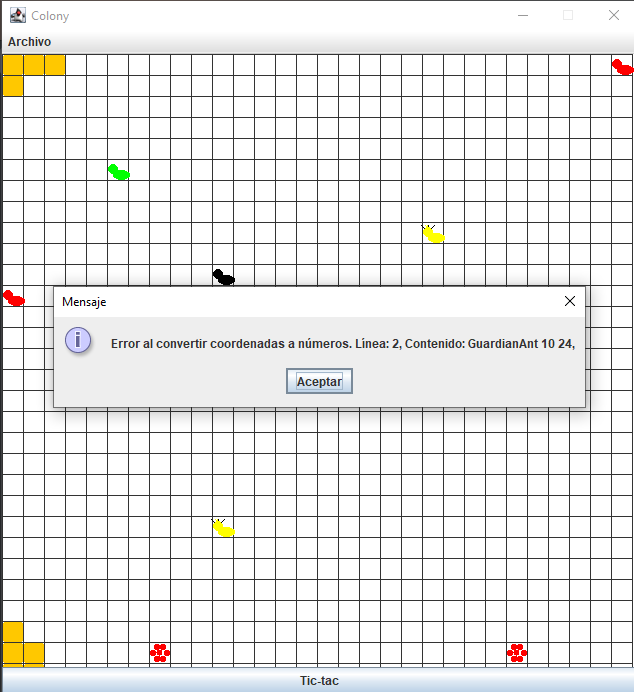 Colony
Archivo
Mensaje
Error al convertir coordenadas a números. Línea: 2, Contenido: GuardianAnt 10 24,
Aceptar
Tic-tac